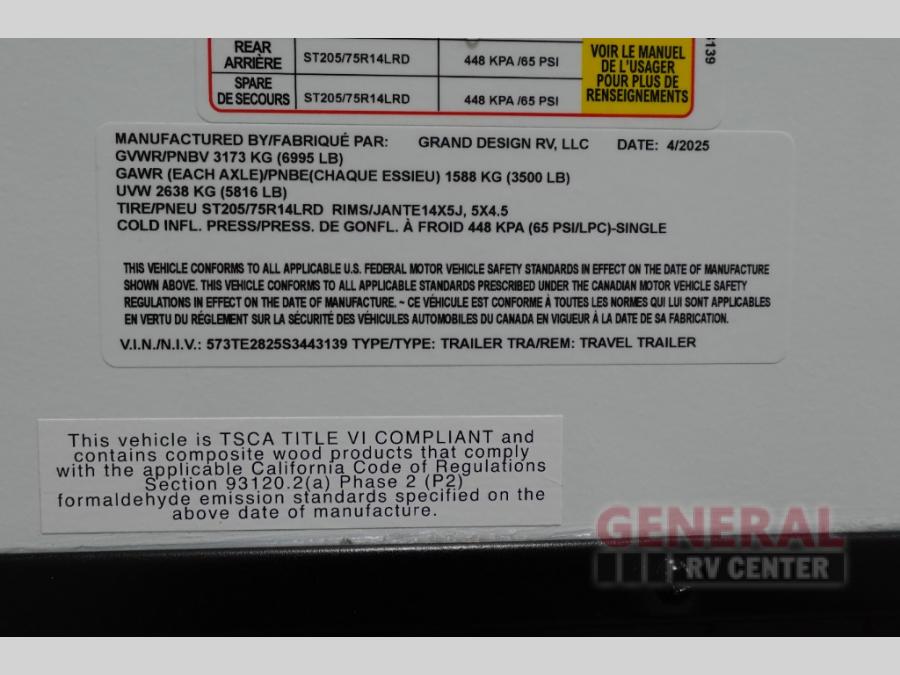 REAR
ARRIÈRE
ST205/75R14LRD
448 KPA /65 PSI
SPARE
DE SECOURS
ST205/75R14LRD
448 KPA /65 PSI
VOIR LE MANUEL
DE L'USAGER
POUR PLUS DE
RENSEIGNEMENTS
139
MANUFACTURED BY/FABRIQUÉ PAR: GRAND DESIGN RV, LLC DATE: 4/2025
GVWR/PNBV 3173 KG (6995 LB)
GAWR (EACH AXLE)/PNBE(CHAQUE ESSIEU) 1588 KG (3500 LB)
UVW 2638 KG (5816 LB)
TIRE/PNEU ST205/75R14LRD RIMS/JANTE14X5J, 5X4.5
COLD INFL. PRESS/PRESS. DE GONFL. À FROID 448 KPA (65 PSI/LPC)-SINGLE
THIS VEHICLE CONFORMS TO ALL APPLICABLE U.S. FEDERAL MOTOR VEHICLE SAFETY STANDARDS IN EFFECT ON THE DATE OF MANUFACTURE
SHOWN ABOVE. THIS VEHICLE CONFORMS TO ALL APPLICABLE STANDARDS PRESCRIBED UNDER THE CANADIAN MOTOR VEHICLE SAFETY
REGULATIONS IN EFFECT ON THE DATE OF MANUFACTURE. ~ CE VÉHICULE EST CONFORME À TOUTES LES NORMES QUI LUI SONT APPLICABLES
EN VERTU DU RÉGLEMENT SUR LA SÉCURITÉ DES VÉHICULES AUTOMOBILES DU CANADA EN VIGUEUR À LA DATE DE SA FABRICATION.
V.I.N./N.I.V.: 573TE2825S3443139 TYPE/TYPE: TRAILER TRA/REM: TRAVEL TRAILER
This vehicle is TSCA TITLE VI COMPLIANT and
contains composite wood products that comply
with the applicable California Code of Regulations
Section 93120.2(a) Phase 2 (P2)
formaldehyde emission standards specified on the
above date of manufacture.
GENERAL
RV CENTER